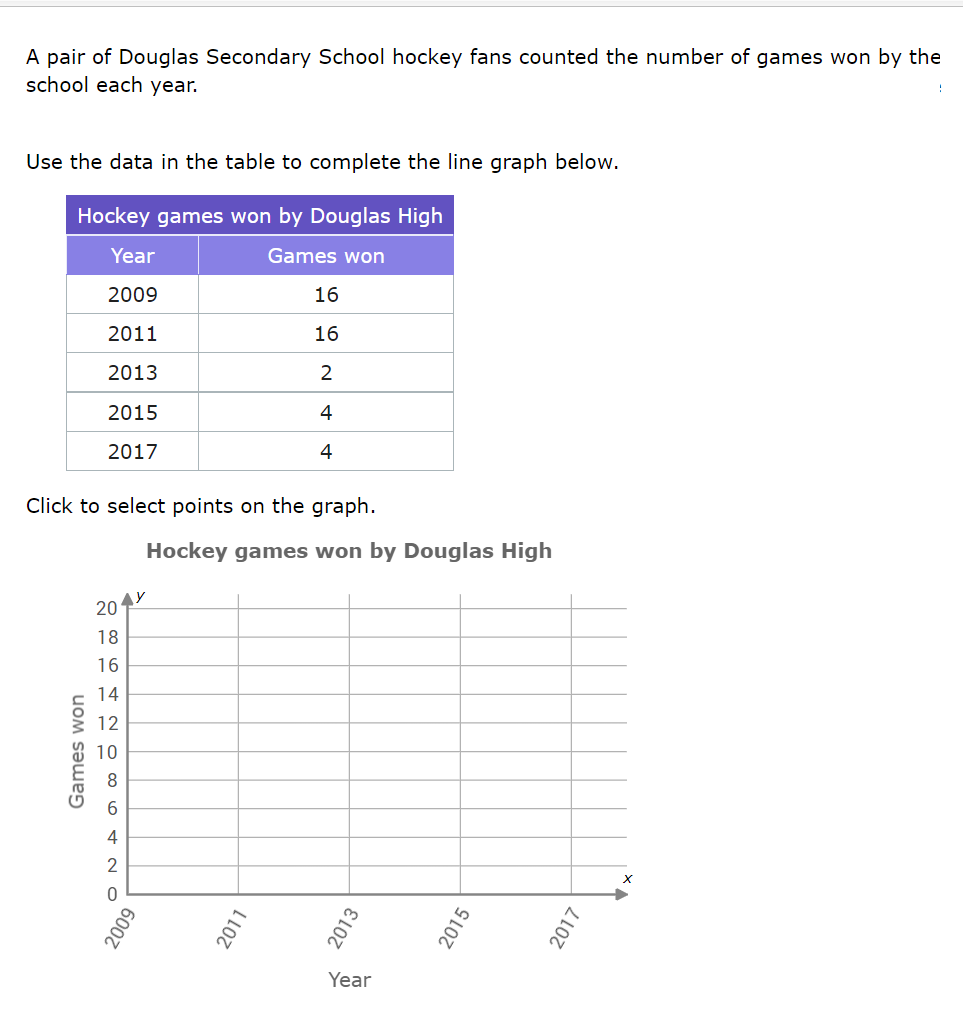 A pair of Douglas Secondary School hockey fans counted the number of games won by the
school each year.
Use the data in the table to complete the line graph below.
Hockey games won by Douglas High
Year Games won
2009 16
2011 16
2013 2
2015 4
2017 4
Click to select points on the graph.
Hockey games won by Douglas High
y
20
18
16
14
12
10
8
6
4
2
0
Games won
x
2009 2011 2013 2015 2017
Year